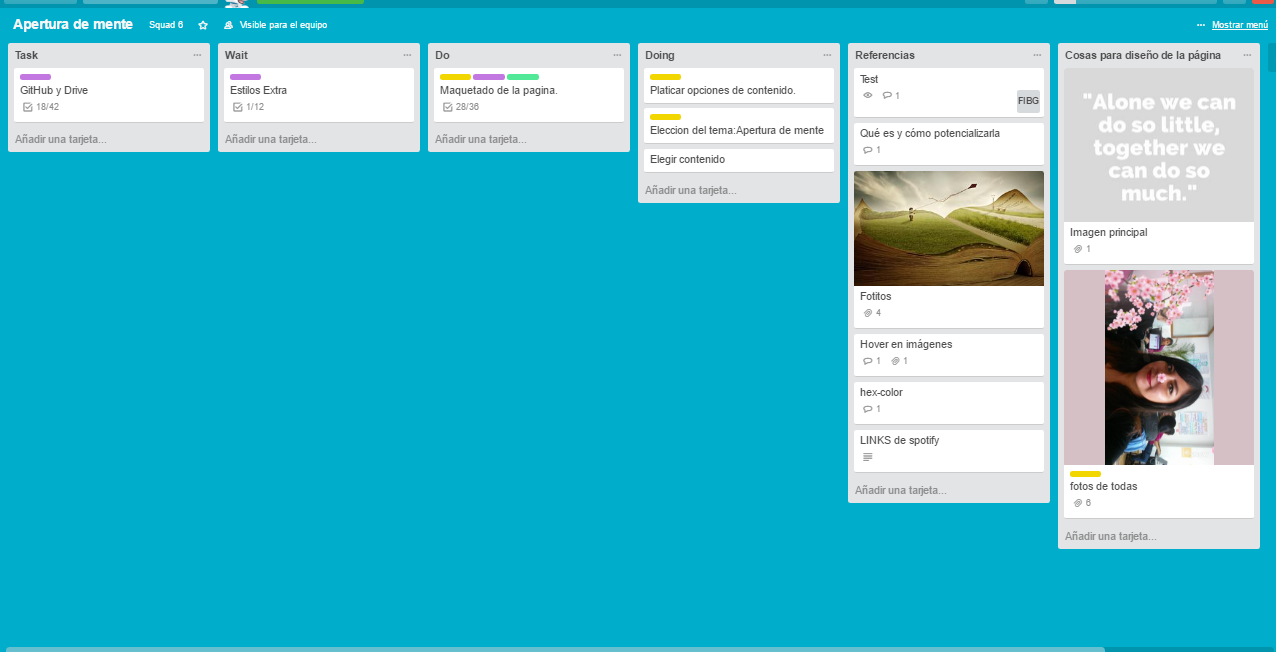 Apertura de mente Squad 6 Visible para el equipo ... Mostrar menú
Task ...
GitHub y Drive
18/42
Añadir una tarjeta...
Wait ...
Estilos Extra
1/12
Añadir una tarjeta...
Do ...
Maquetado de la pagina.
28/36
Añadir una tarjeta...
Doing ...
Platicar opciones de contenido.
Eleccion del tema:Apertura de mente
Elegir contenido
Añadir una tarjeta...
Referencias ...
Test
1
FIBG
Qué es y cómo potencializarla
1
Fotitos
4
Hover en imágenes
1 1
hex-color
1
LINKS de spotify
Añadir una tarjeta...
Cosas para diseño de la página ...
"Alone we can
do so little,
together we
can do so
much."
Imagen principal
1
fotos de todas
6
Añadir una tarjeta...